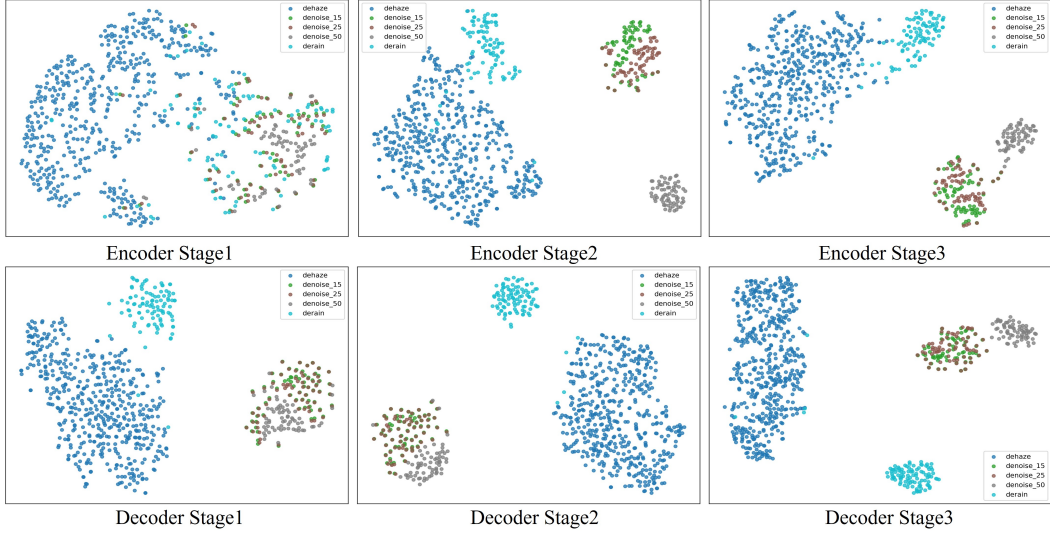 dehaze
denoise_15
denoise_25
denoise_50
derain
Encoder Stage1
dehaze
denoise_15
denoise_25
denoise_50
derain
Encoder Stage2
dehaze
denoise_15
denoise_25
denoise_50
derain
Encoder Stage3
dehaze
denoise_15
denoise_25
denoise_50
derain
Decoder Stage1
dehaze
denoise_15
denoise_25
denoise_50
derain
Decoder Stage2
dehaze
denoise_15
denoise_25
denoise_50
derain
Decoder Stage3